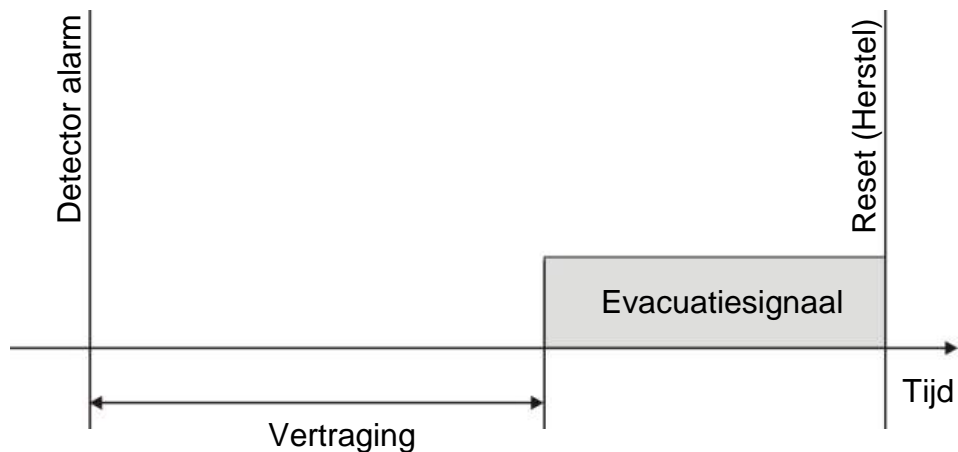 Detector alarm
Reset (Herstel)
Evacuatiesignaal
Tijd
Vertraging